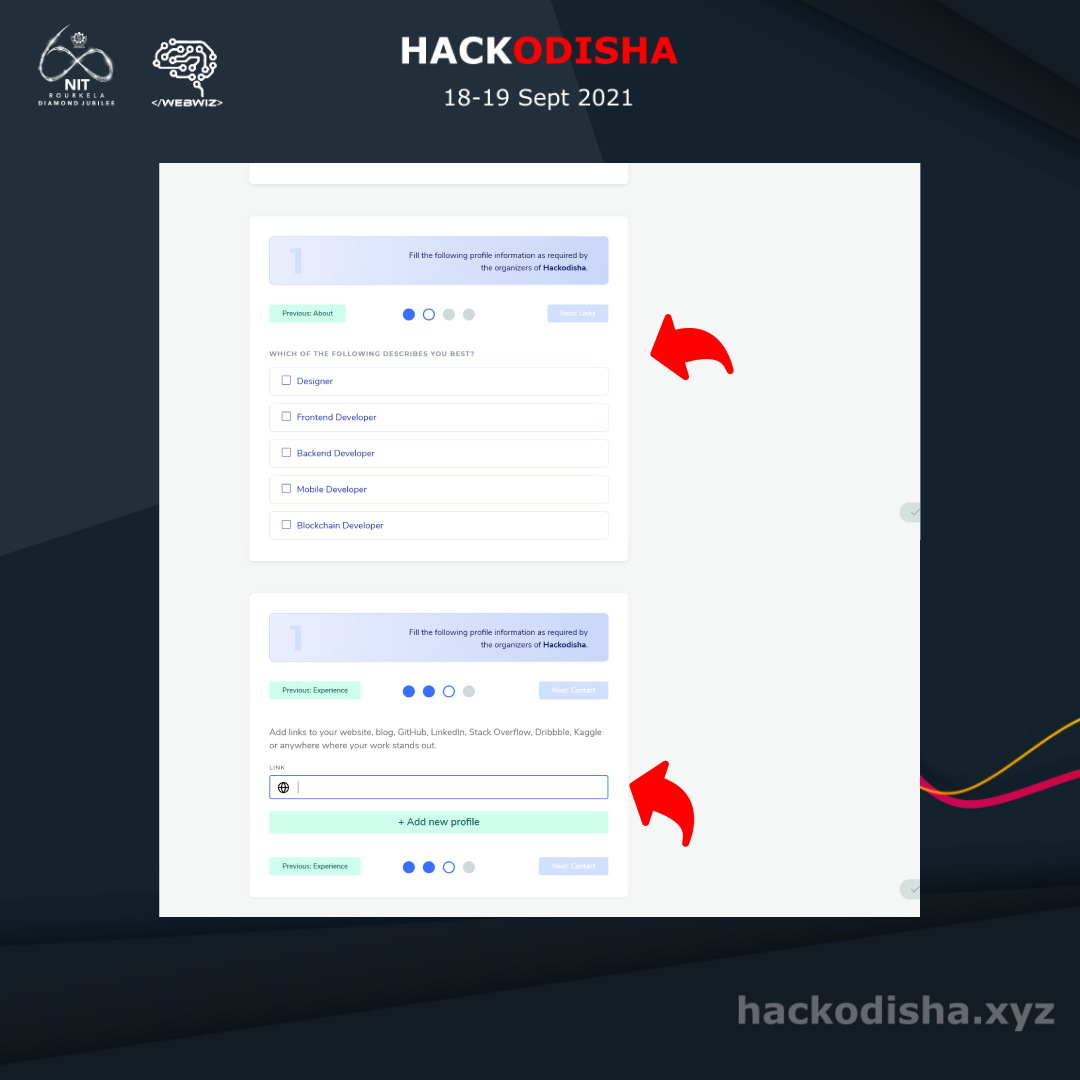 NIT
ROURKELA
DIAMOND JUBILEE
</WEBWIZ>
HACKODISHA
18-19 Sept 2021
1
Fill the following profile information as required by
the organizers of Hackodisha.
Previous: About
Next: Links
WHICH OF THE FOLLOWING DESCRIBES YOU BEST?
Designer
Frontend Developer
Backend Developer
Mobile Developer
Blockchain Developer
1
Fill the following profile information as required by
the organizers of Hackodisha.
Previous: Experience
Next: Contact
Add links to your website, blog, GitHub, LinkedIn, Stack Overflow, Dribbble, Kaggle
or anywhere where your work stands out.
LINK
+ Add new profile
Previous: Experience
Next: Contact
hackodisha.xyz